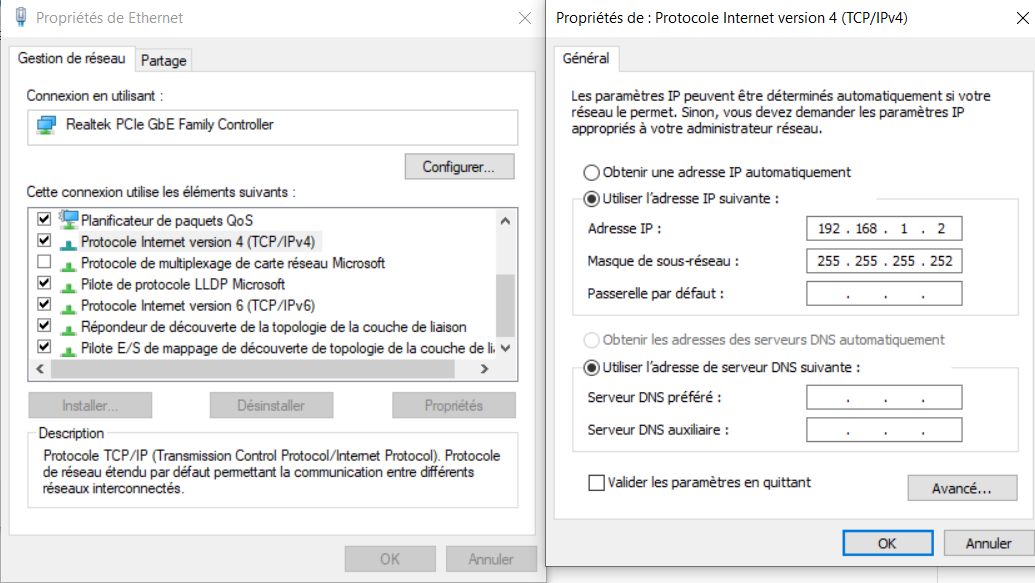 Propriétés de Ethernet
Gestion de réseau
Partage
Connexion en utilisant :
Realtek PCIe GbE Family Controller
Configurer...
Cette connexion utilise les éléments suivants :
Planificateur de paquets QoS
Protocole Internet version 4 (TCP/IPv4)
Protocole de multiplexage de carte réseau Microsoft
Pilote de protocole LLDP Microsoft
Protocole Internet version 6 (TCP/IPv6)
Répondeur de découverte de la topologie de la couche de liaison
Pilote E/S de mappage de découverte de topologie de la couche de li
Installer...
Désinstaller
Propriétés
Description
Protocole TCP/IP (Transmission Control Protocol/Internet Protocol). Protocole
de réseau étendu par défaut permettant la communication entre différents
réseaux interconnectés.
OK
Annuler
Propriétés de : Protocole Internet version 4 (TCP/IPv4)
Général
Les paramètres IP peuvent être déterminés automatiquement si votre
réseau le permet. Sinon, vous devez demander les paramètres IP
appropriés à votre administrateur réseau.
Obtenir une adresse IP automatiquement
Utiliser l'adresse IP suivante :
Adresse IP : 192 . 168 . 1 . 2
Masque de sous-réseau : 255 . 255 . 255 . 252
Passerelle par défaut : . . .
Obtenir les adresses des serveurs DNS automatiquement
Utiliser l'adresse de serveur DNS suivante :
Serveur DNS préféré : . . .
Serveur DNS auxiliaire : . . .
Valider les paramètres en quittant
Avancé...
OK
Annuler